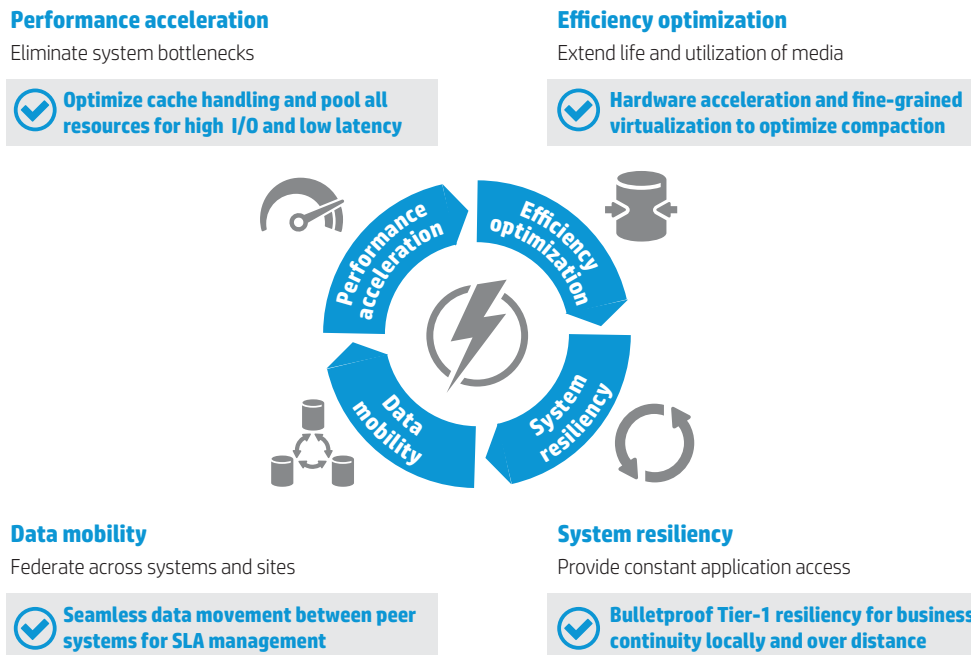 Performance acceleration
Eliminate system bottlenecks
Optimize cache handling and pool all
resources for high I/O and low latency
Efficiency optimization
Extend life and utilization of media
Hardware acceleration and fine-grained
virtualization to optimize compaction
Performance
acceleration
Efficiency
optimization
Data
mobility
System
resiliency
Data mobility
Federate across systems and sites
Seamless data movement between peer
systems for SLA management
System resiliency
Provide constant application access
Bulletproof Tier-1 resiliency for business
continuity locally and over distance